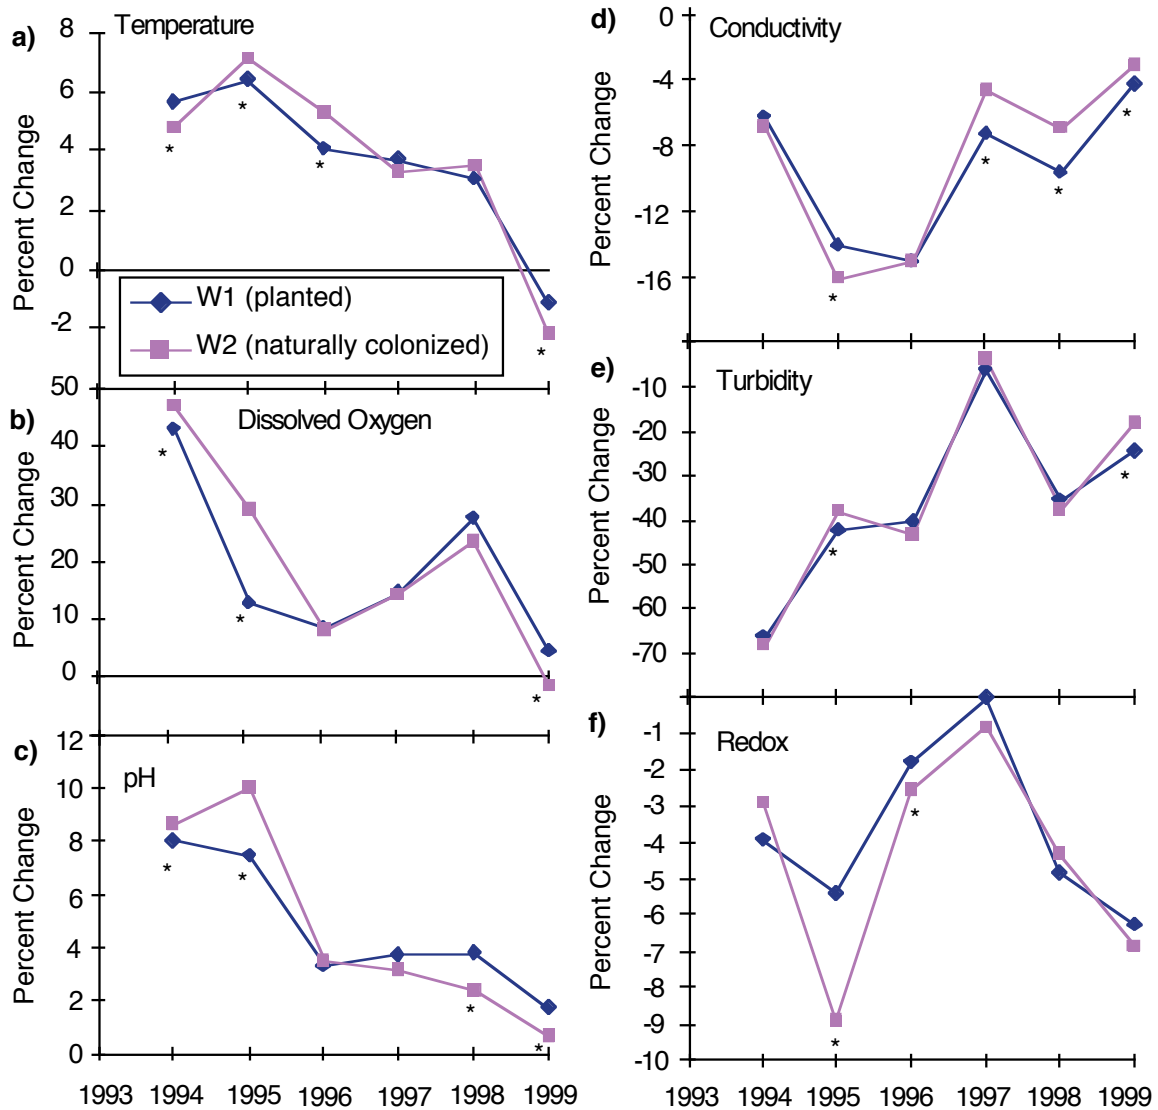 a)
Temperature
Percent Change
8
6
4
2
0
-2
W1 (planted)
W2 (naturally colonized)
*
*
*
*
b)
Dissolved Oxygen
Percent Change
50
40
30
20
10
0
*
*
*
c)
pH
Percent Change
12
10
8
6
4
2
0
*
*
*
*
1993 1994 1995 1996 1997 1998 1999
d)
Conductivity
Percent Change
0
-4
-8
-12
-16
*
*
*
*
e)
Turbidity
Percent Change
-10
-20
-30
-40
-50
-60
-70
*
*
f)
Redox
Percent Change
-1
-2
-3
-4
-5
-6
-7
-8
-9
-10
*
*
1993 1994 1995 1996 1997 1998 1999